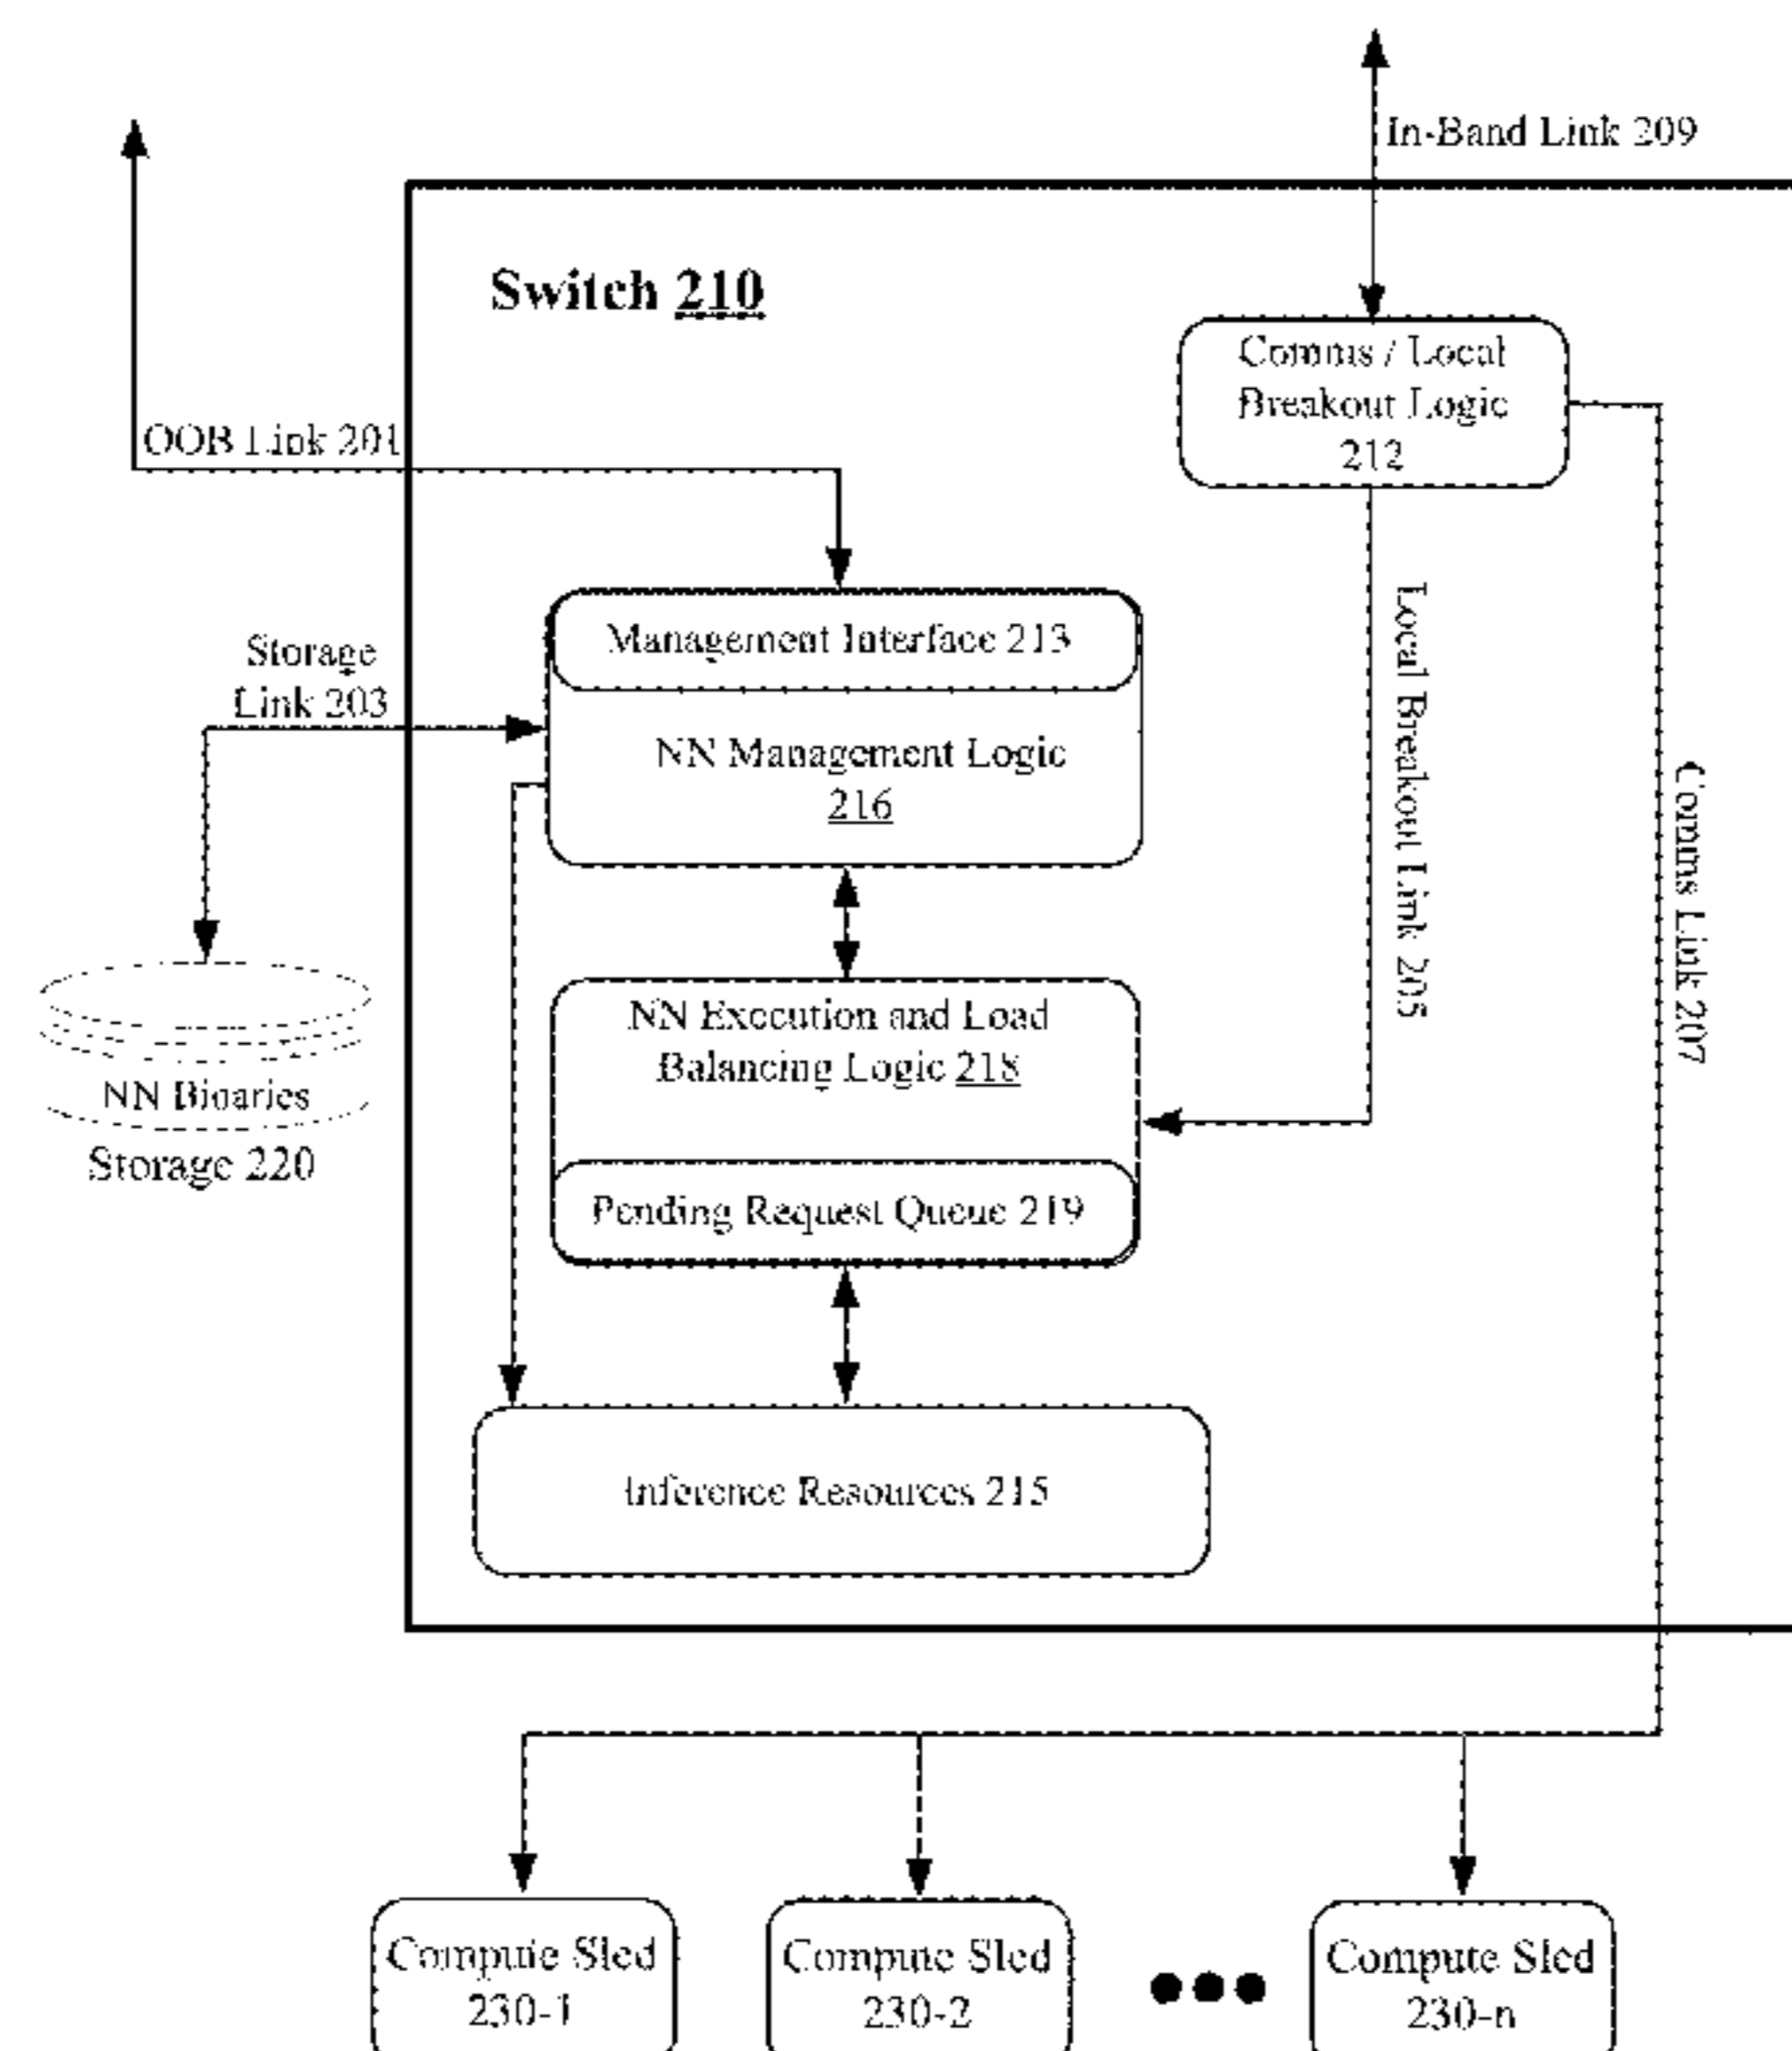 In-Band Link 209
Switch 210
Comms / Local
Breakout Logic
212
OOB Link 201
Management Interface 213
Storage
Link 203
NN Management Logic
216
Local Breakout Link 205
Comms Link 207
NN Execution and Load
Balancing Logic 218
NN Binaries
Storage 220
Pending Request Queue 219
Inference Resources 215
Compute Sled
230-1
Compute Sled
230-2
Compute Sled
230-n